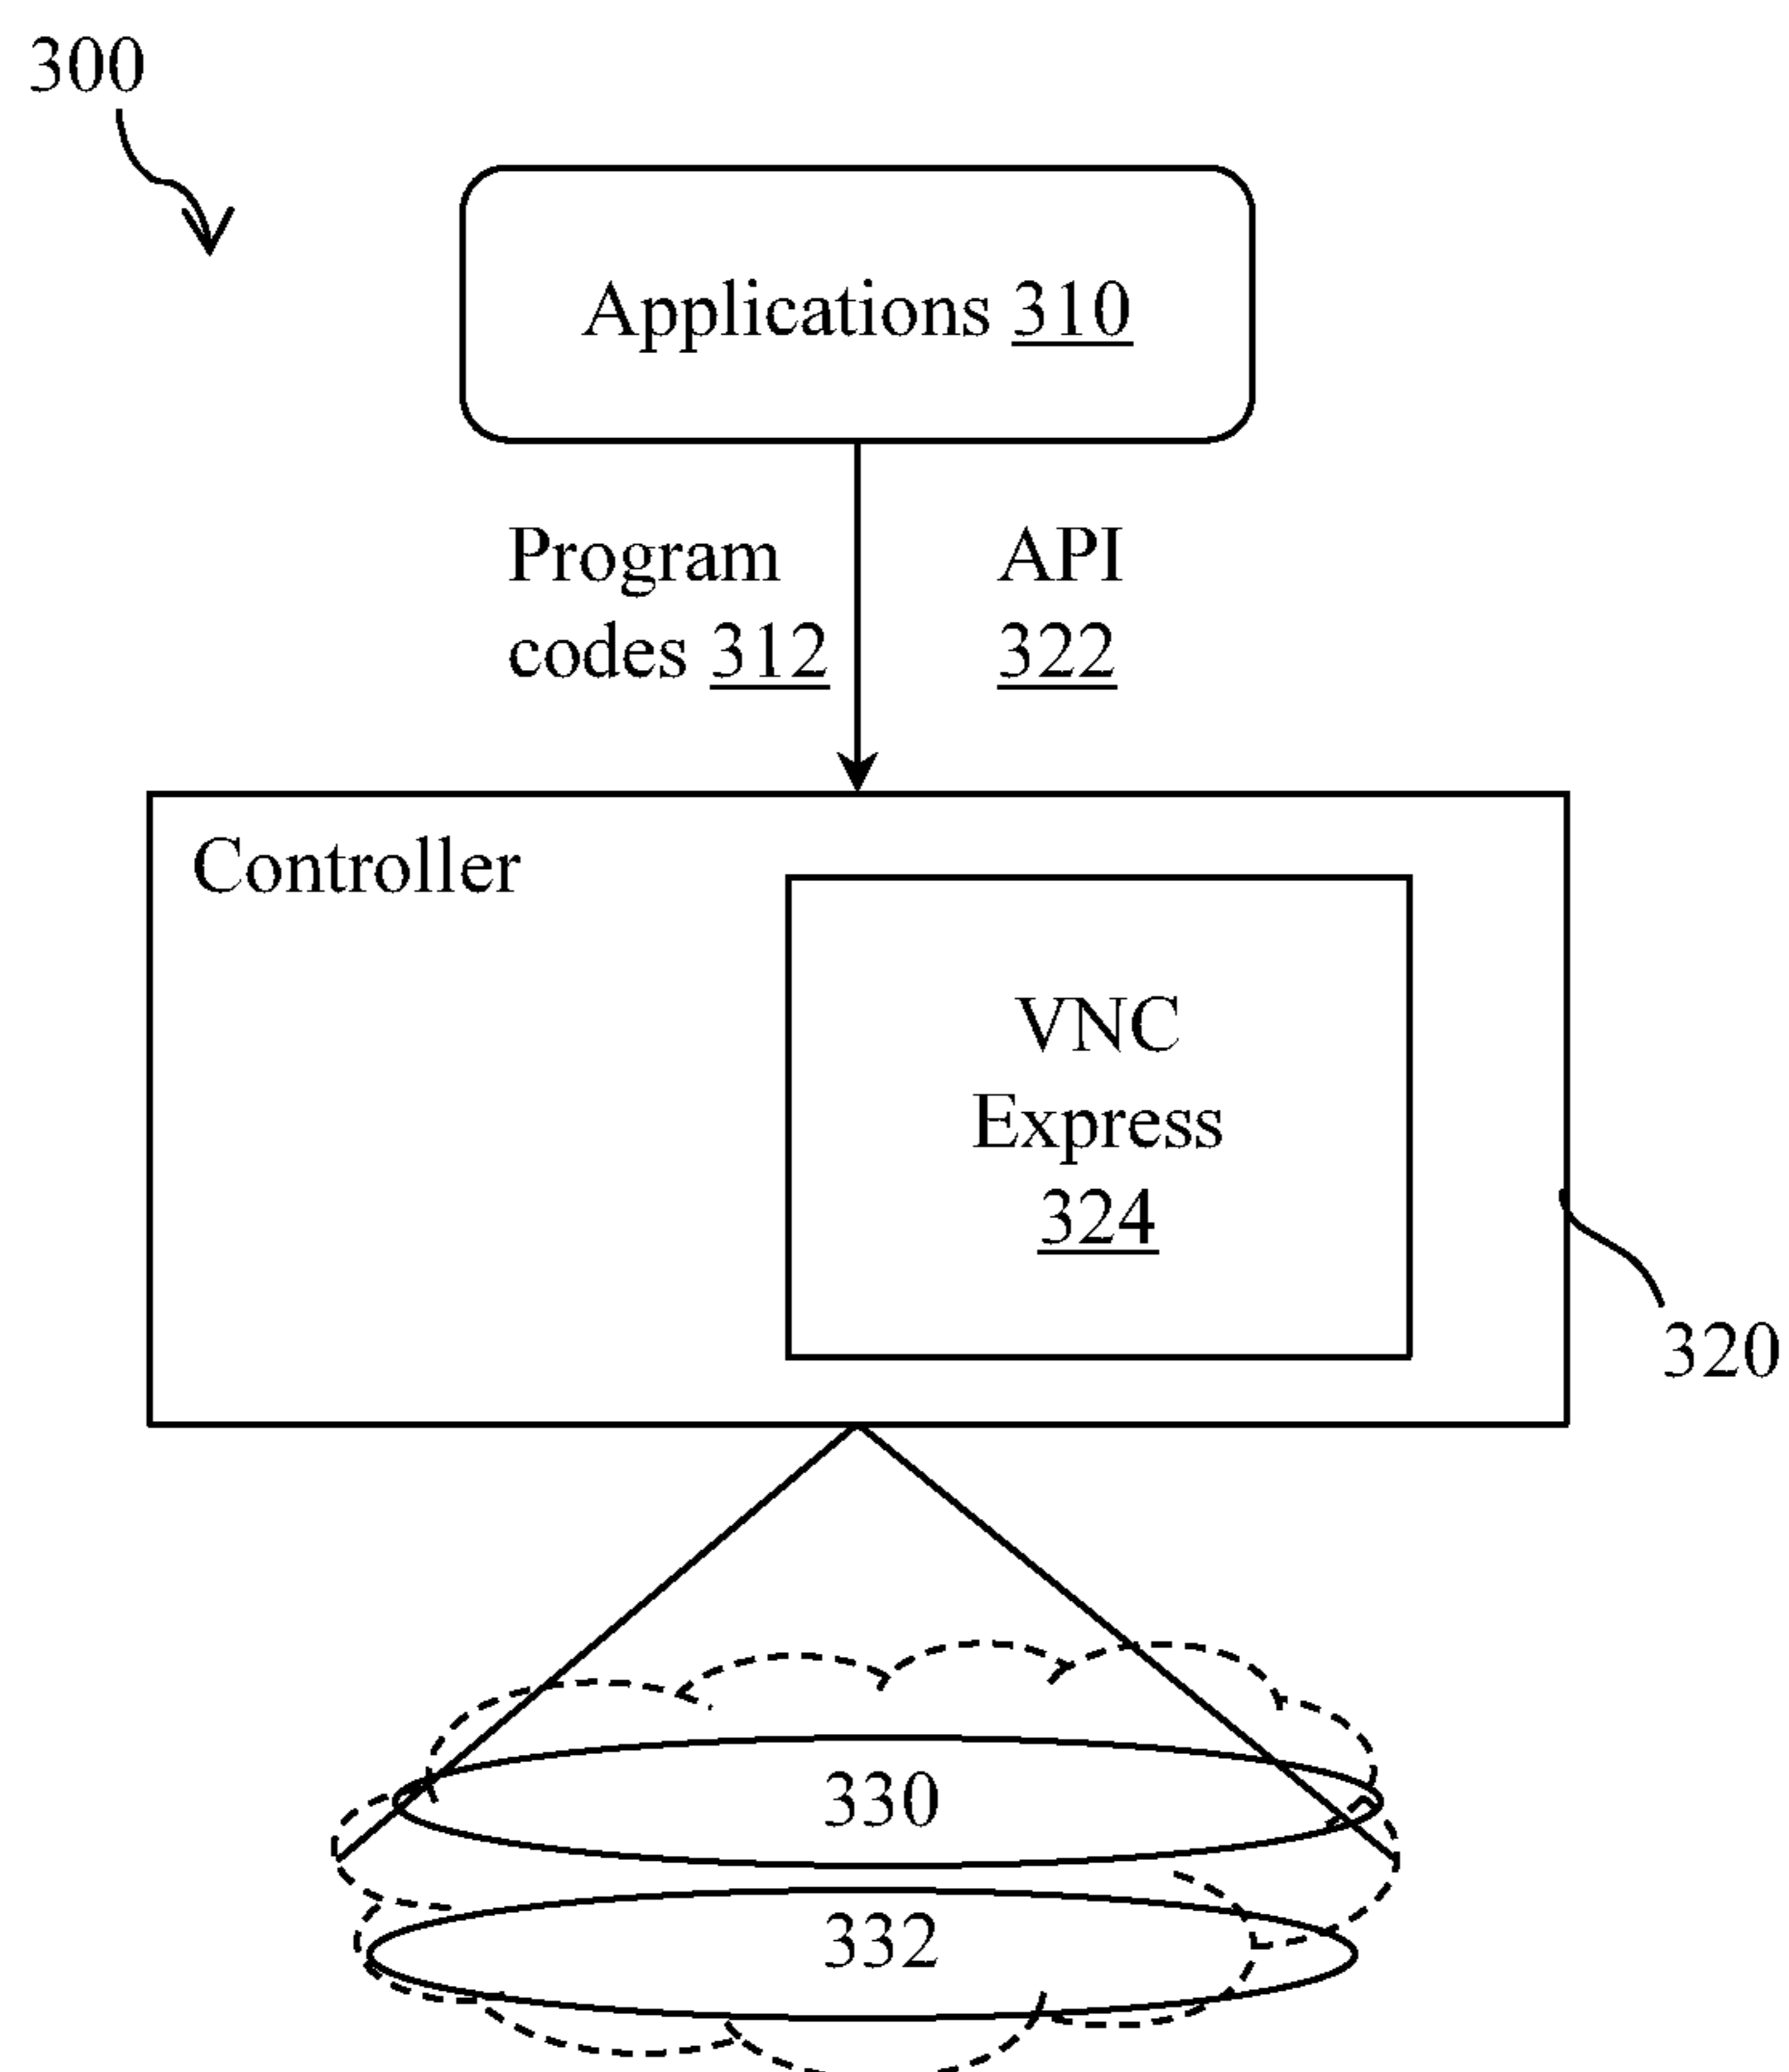 300
Applications 310
Program
codes 312
API
322
Controller
VNC
Express
324
320
330
332